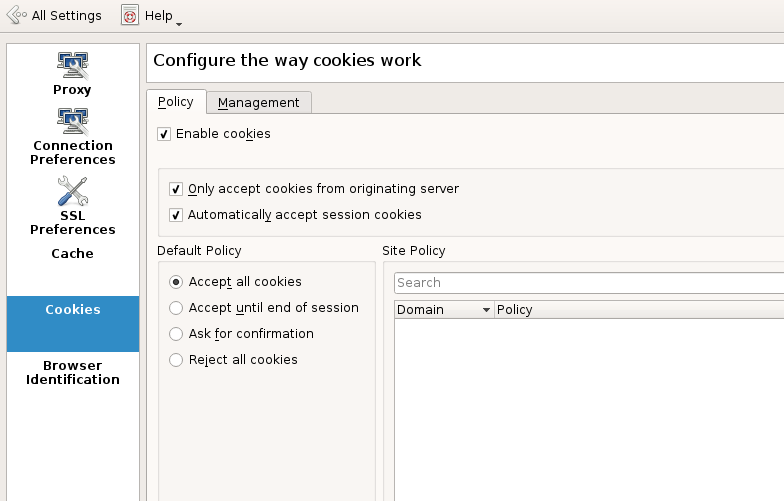 All Settings
Help
Proxy
Connection
Preferences
SSL
Preferences
Cache
Cookies
Browser
Identification
Configure the way cookies work
Policy
Management
Enable cookies
Only accept cookies from originating server
Automatically accept session cookies
Default Policy
Accept all cookies
Accept until end of session
Ask for confirmation
Reject all cookies
Site Policy
Search
Domain
Policy